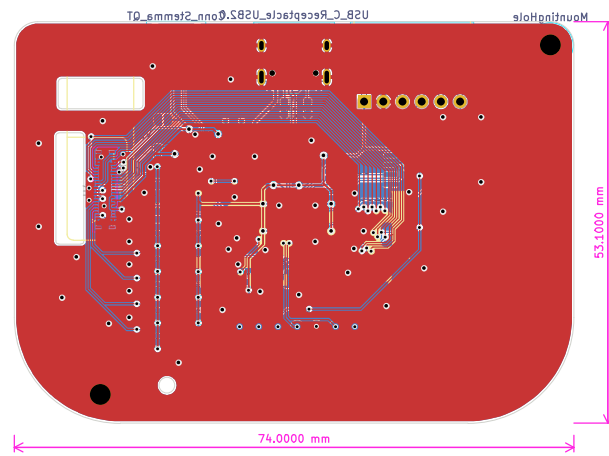 Conn_Stemma_QT
USB_C_Receptacle_USB2.0
MountingHole
53.1000 mm
74.0000 mm